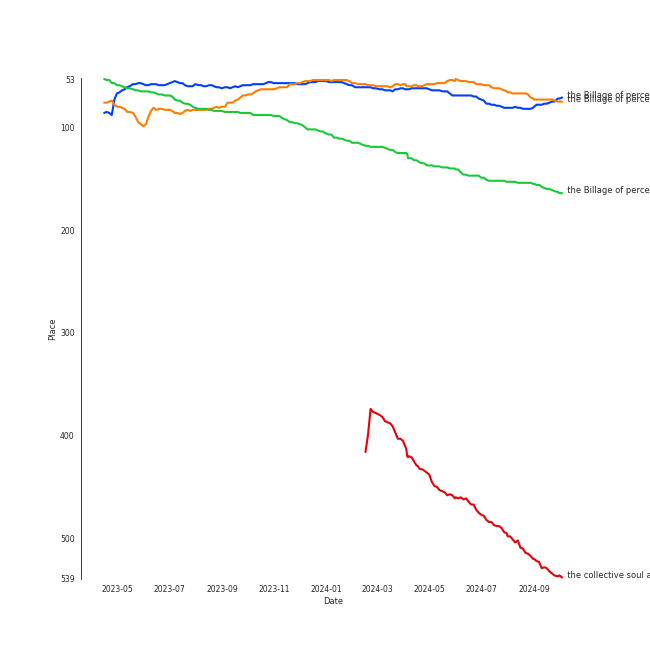 53
the Billage of perce
the Billage of perce
100
the Billage of perce
200
300
Place
400
500
539
the collective soul a
2023-05 2023-07 2023-09 2023-11 2024-01 2024-03 2024-05 2024-07 2024-09
Date